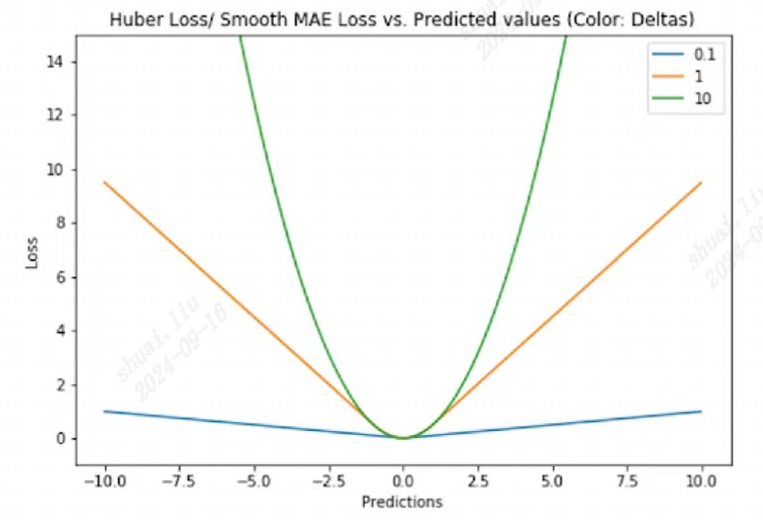 Huber Loss/ Smooth MAE Loss vs. Predicted values (Color: Deltas)
0.1
1
10
14
12
10
8
6
4
2
0
Loss
−10.0 −7.5 −5.0 −2.5 0.0 2.5 5.0 7.5 10.0
Predictions
shuai.liu
2024-09-16